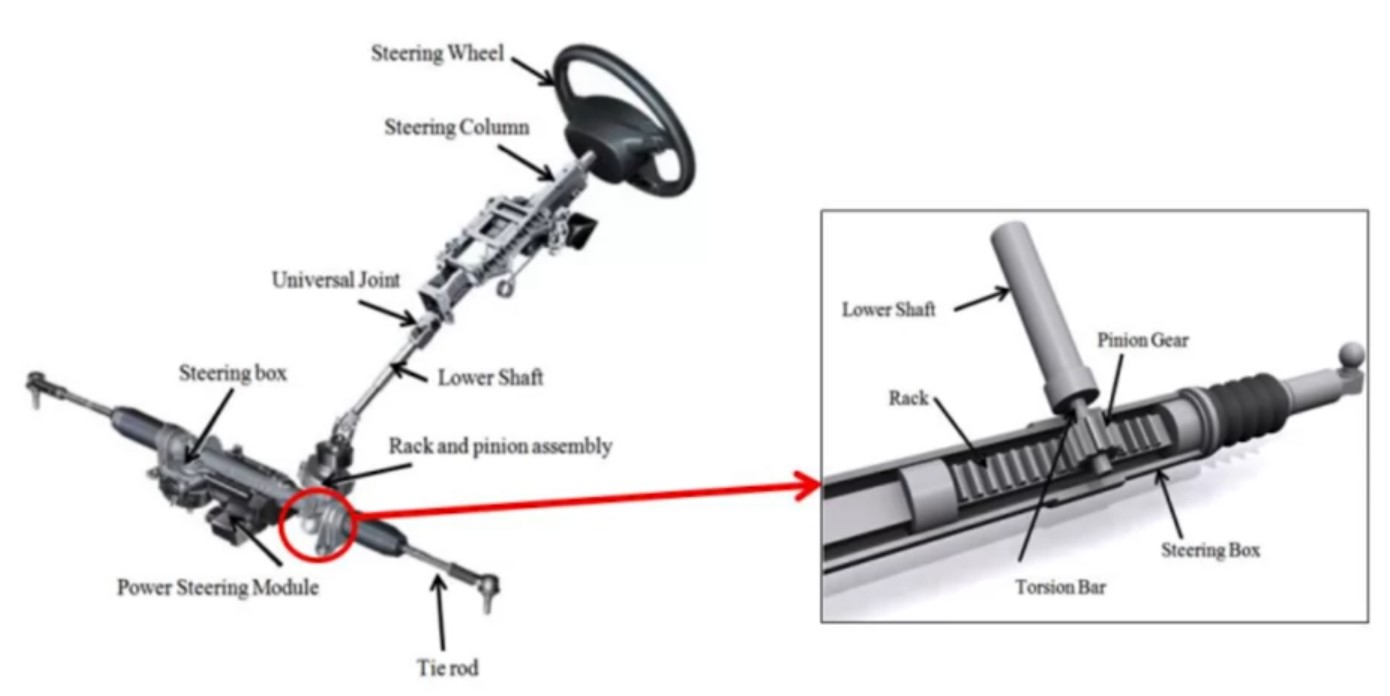 Steering Wheel
Steering Column
Universal Joint
Steering box
Lower Shaft
Rack and pinion assembly
Power Steering Module
Tie rod
Lower Shaft
Pinion Gear
Rack
Steering Box
Torsion Bar